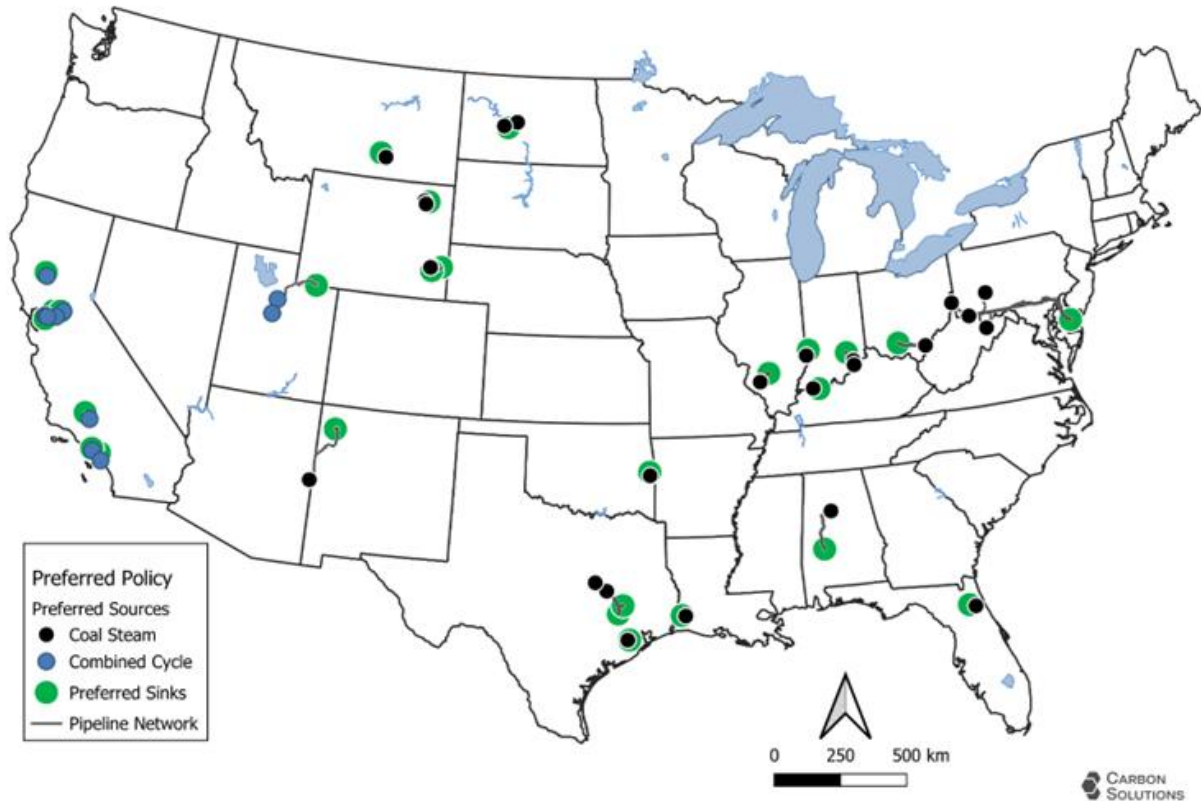 Preferred Policy
Preferred Sources
Coal Steam
Combined Cycle
Preferred Sinks
Pipeline Network
0 250 500 km
CARBON
SOLUTIONS